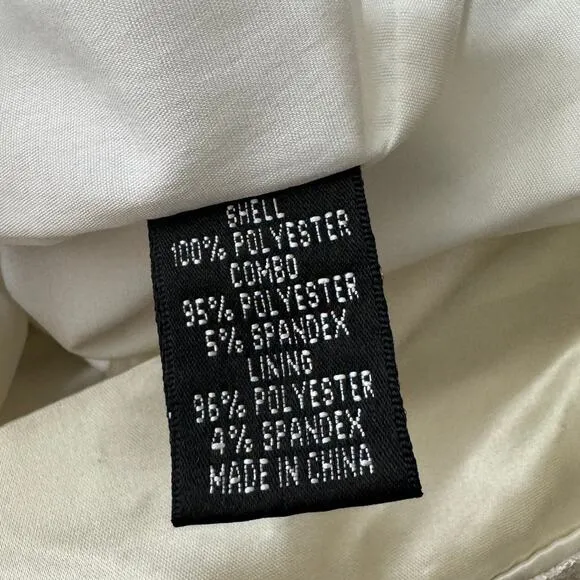 SHELL
100% POLYESTER
COMBO
95% POLYESTER
5% SPANDEX
LINING
96% POLYESTER
4% SPANDEX
MADE IN CHINA